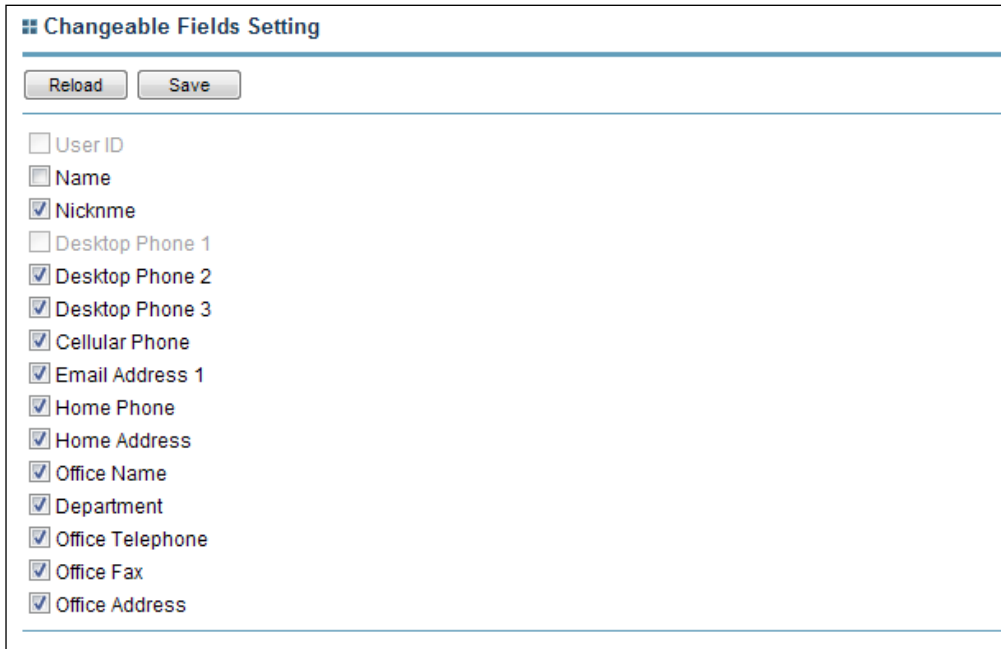 Changeable Fields Setting
Reload Save
User ID
Name
Nicknme
Desktop Phone 1
Desktop Phone 2
Desktop Phone 3
Cellular Phone
Email Address 1
Home Phone
Home Address
Office Name
Department
Office Telephone
Office Fax
Office Address